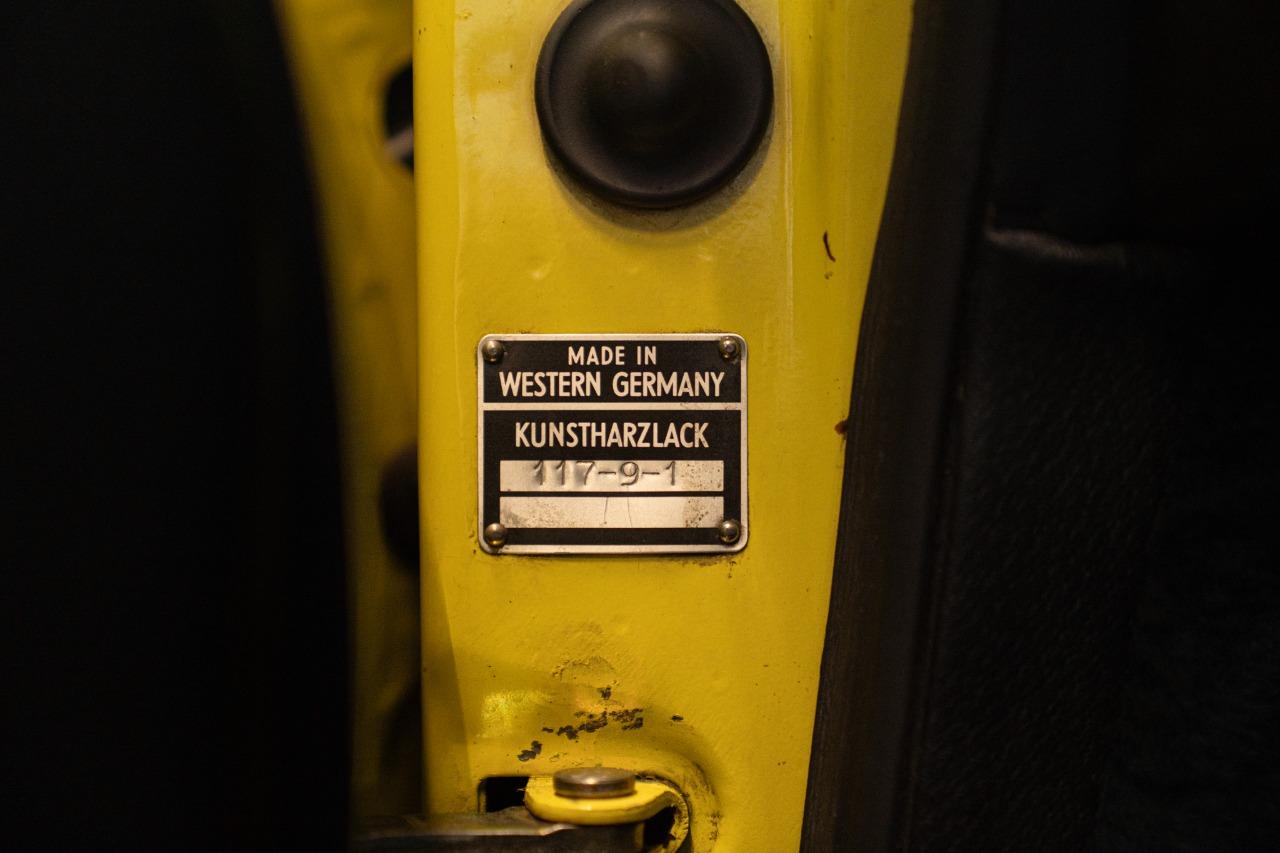 MADE IN
WESTERN GERMANY
KUNSTHARZLACK
117-9-1